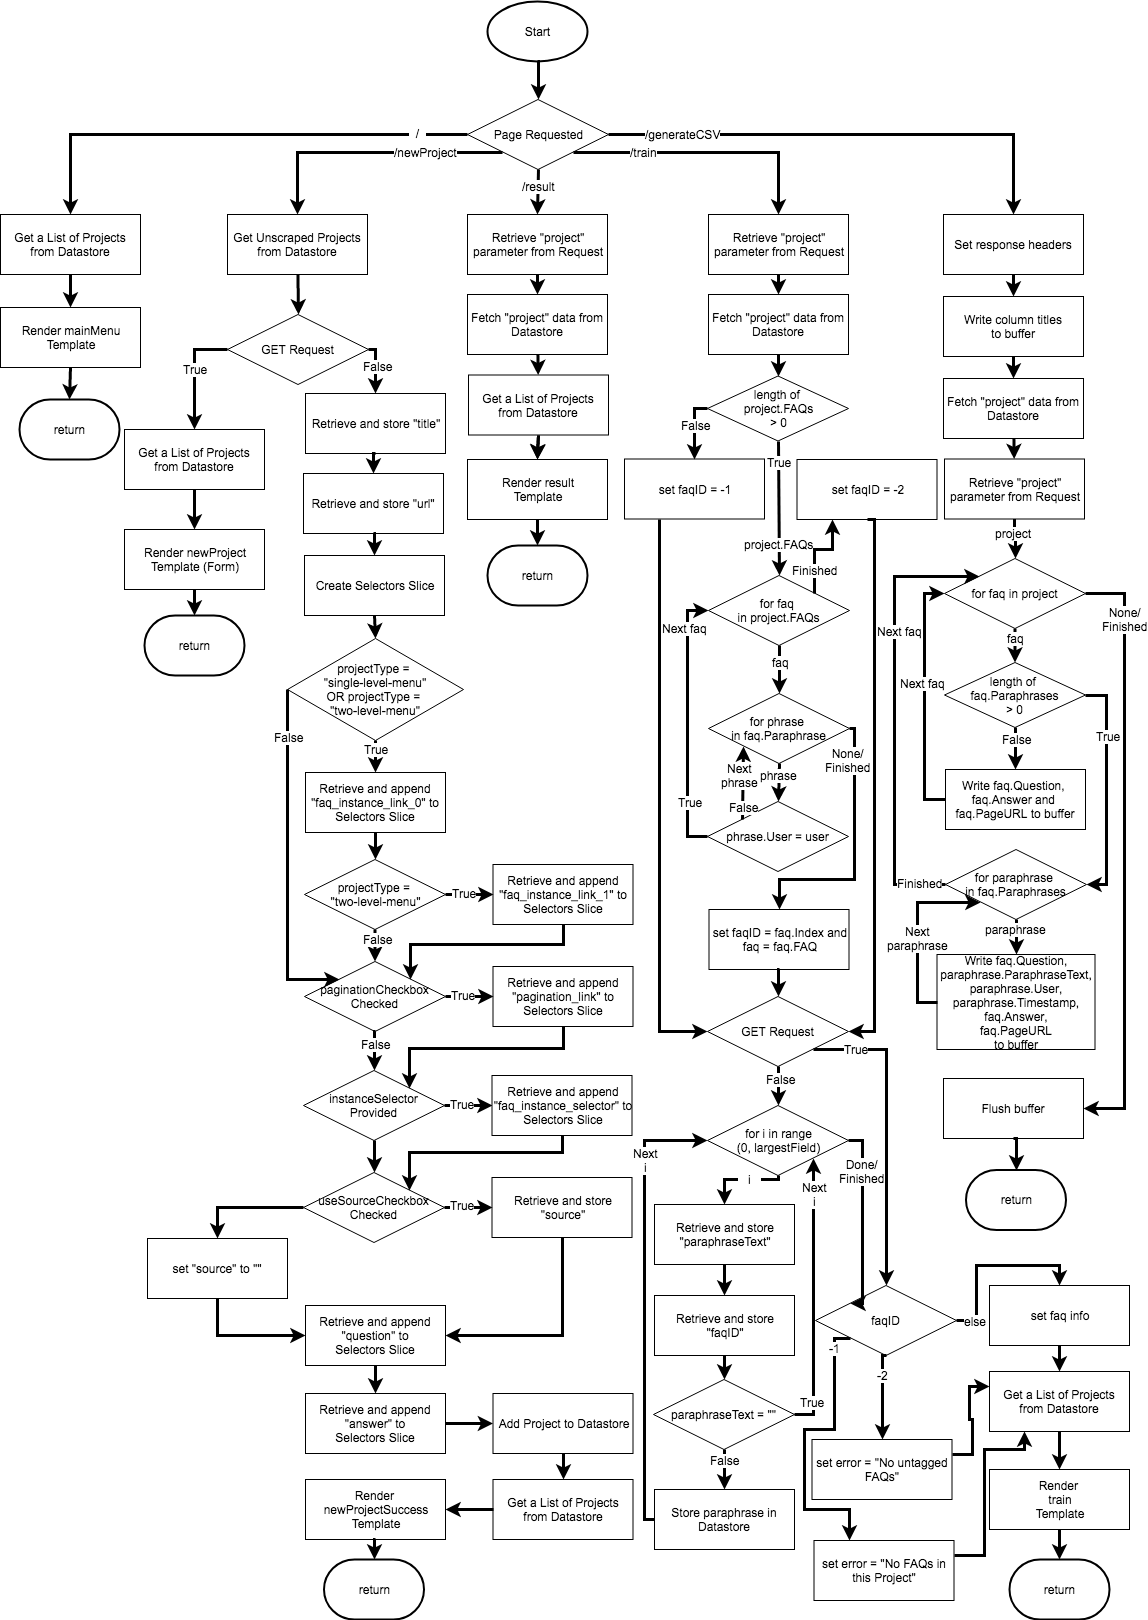 Start
Page Requested
/
/newProject
/result
/train
/generateCSV
Get a List of Projects
from Datastore
Render mainMenu
Template
return
Get Unscraped Projects
from Datastore
GET Request
True
False
Get a List of Projects
from Datastore
Render newProject
Template (Form)
return
Retrieve and store "title"
Retrieve and store "url"
Create Selectors Slice
projectType =
"single-level-menu"
OR projectType =
"two-level-menu"
False
True
Retrieve and append
"faq_instance_link_0" to
Selectors Slice
projectType =
"two-level-menu"
True
Retrieve and append
"faq_instance_link_1" to
Selectors Slice
False
paginationCheckbox
Checked
True
Retrieve and append
"pagination_link" to
Selectors Slice
False
instanceSelector
Provided
True
Retrieve and append
"faq_instance_selector" to
Selectors Slice
useSourceCheckbox
Checked
True
Retrieve and store
"source"
set "source" to ""
Retrieve and append
"question" to
Selectors Slice
Retrieve and append
"answer" to
Selectors Slice
Add Project to Datastore
Get a List of Projects
from Datastore
Render
newProjectSuccess
Template
return
Retrieve "project"
parameter from Request
Fetch "project" data from
Datastore
Get a List of Projects
from Datastore
Render result
Template
return
Retrieve "project"
parameter from Request
Fetch "project" data from
Datastore
length of
project.FAQs
> 0
False
True
set faqID = -1
set faqID = -2
project.FAQs
Finished
for faq
in project.FAQs
Next faq
faq
for phrase
in faq.Paraphrase
None/
Finished
Next
phrase
phrase
True
False
phrase.User = user
set faqID = faq.Index and
faq = faq.FAQ
GET Request
True
False
for i in range
(0, largestField)
Next
i
i
Done/
Finished
Next
i
Retrieve and store
"paraphraseText"
Retrieve and store
"faqID"
paraphraseText = ""
True
False
Store paraphrase in
Datastore
faqID
else
-1
-2
set faq info
Get a List of Projects
from Datastore
set error = "No untagged
FAQs"
set error = "No FAQs in
this Project"
Render
train
Template
return
Set response headers
Write column titles
to buffer
Fetch "project" data from
Datastore
Retrieve "project"
parameter from Request
project
for faq in project
None/
Finished
Next faq
faq
Next faq
length of
faq.Paraphrases
> 0
True
False
Write faq.Question,
faq.Answer and
faq.PageURL to buffer
Finished
for paraphrase
in faq.Paraphrases
Next
paraphrase
paraphrase
Write faq.Question,
paraphrase.ParaphraseText,
paraphrase.User,
paraphrase.Timestamp,
faq.Answer,
faq.PageURL
to buffer
Flush buffer
return